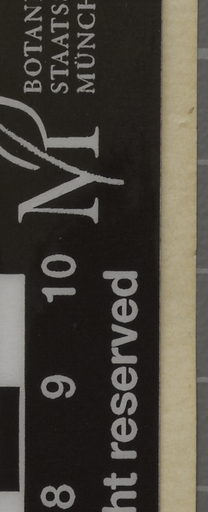 BOTAN
STAATS
MÜNCH
M
8 9 10
ht reserved